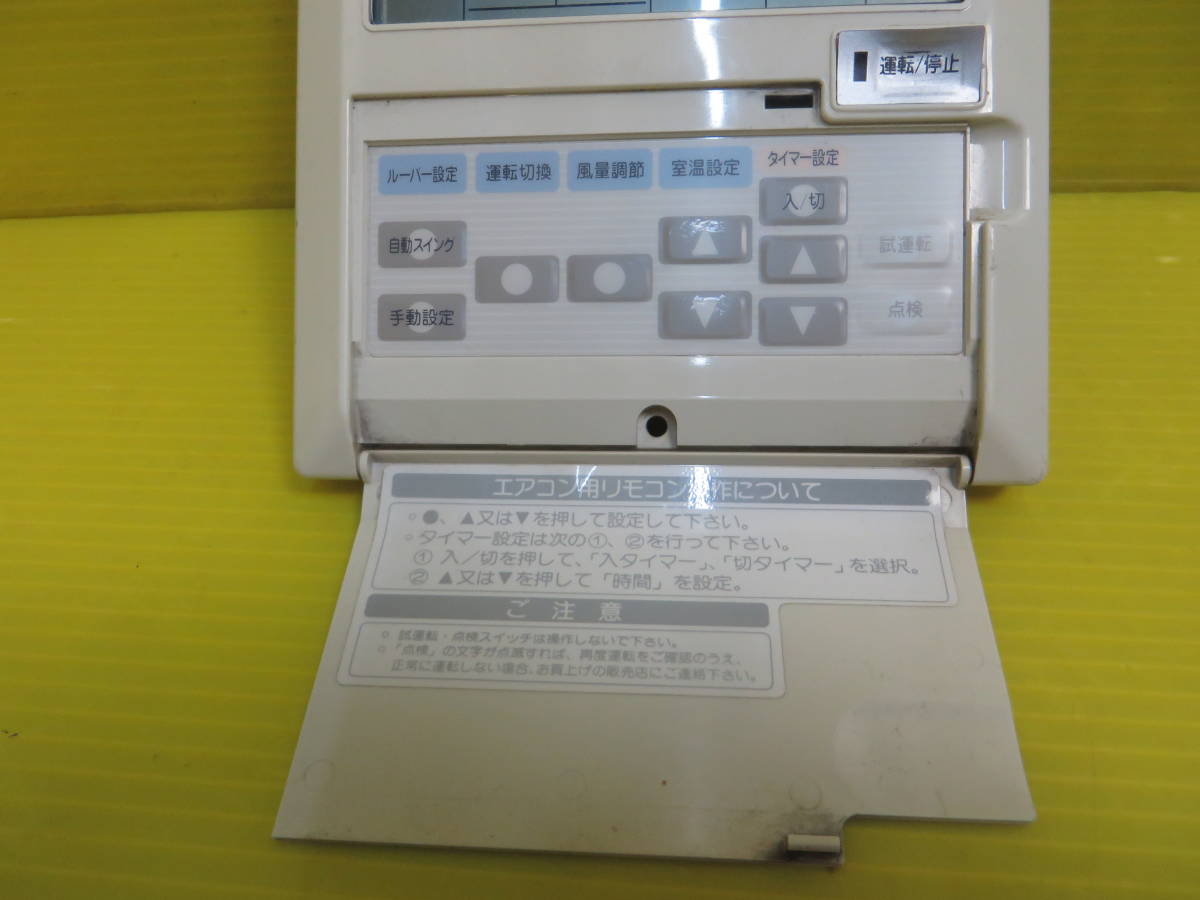 運転/停止
ルーバー設定 運転切換 風量調節 室温設定 タイマー設定
入/切
自動スイング ▲ ▲ 試運転
手動設定 ▼ ▼ 点検
エアコン用リモコン操作について
○ ●、▲又は▼を押して設定して下さい。
○ タイマー設定は次の①、②を行って下さい。
① 入/切を押して、「入タイマー」、「切タイマー」を選択。
② ▲又は▼を押して「時間」を設定。
ご 注 意
○ 試運転・点検スイッチは操作しないで下さい。
○ 「点検」の文字が点滅すれば、再度運転をご確認のうえ、
正常に運転しない場合、お買上げの販売店にご連絡下さい。